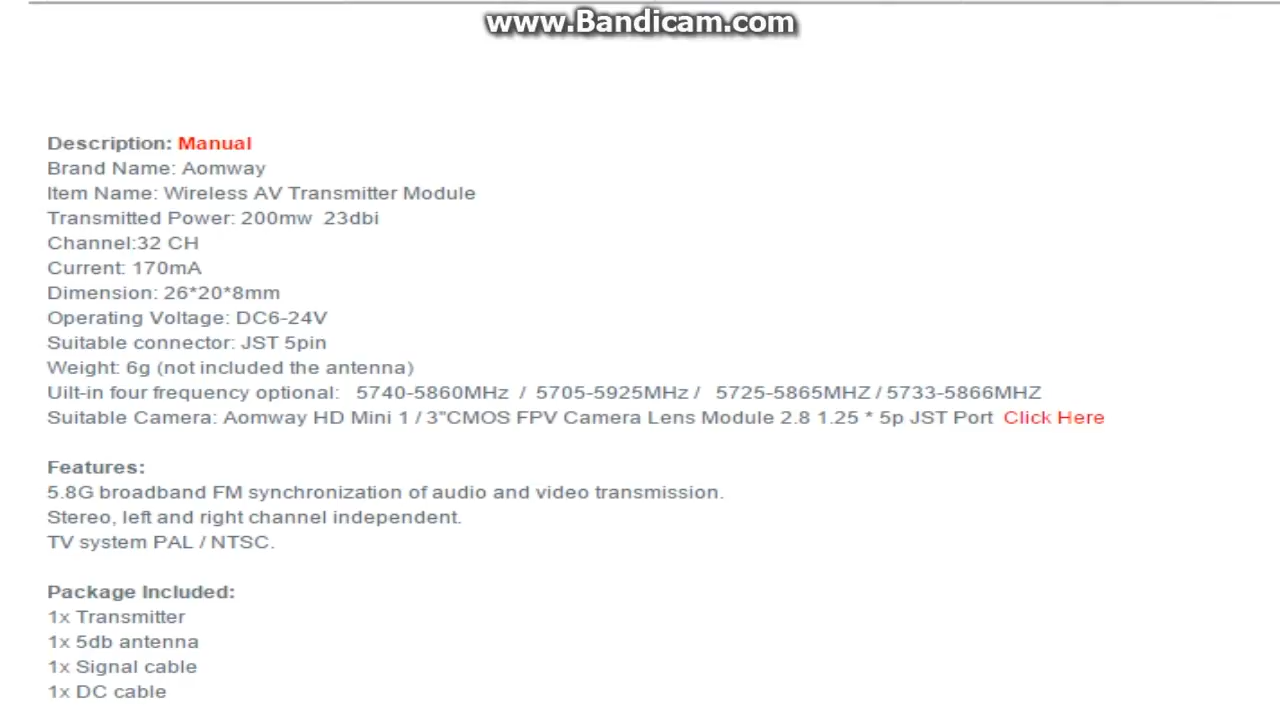 www.Bandicam.com
Description: Manual
Brand Name: Aomway
Item Name: Wireless AV Transmitter Module
Transmitted Power: 200mw  23dbi
Channel:32 CH
Current: 170mA
Dimension: 26*20*8mm
Operating Voltage: DC6-24V
Suitable connector: JST 5pin
Weight: 6g (not included the antenna)
Uilt-in four frequency optional:   5740-5860MHz  /  5705-5925MHz /   5725-5865MHZ / 5733-5866MHZ
Suitable Camera: Aomway HD Mini 1 / 3"CMOS FPV Camera Lens Module 2.8 1.25 * 5p JST Port  Click Here
Features:
5.8G broadband FM synchronization of audio and video transmission.
Stereo, left and right channel independent.
TV system PAL / NTSC.
Package Included:
1x Transmitter
1x 5db antenna
1x Signal cable
1x DC cable